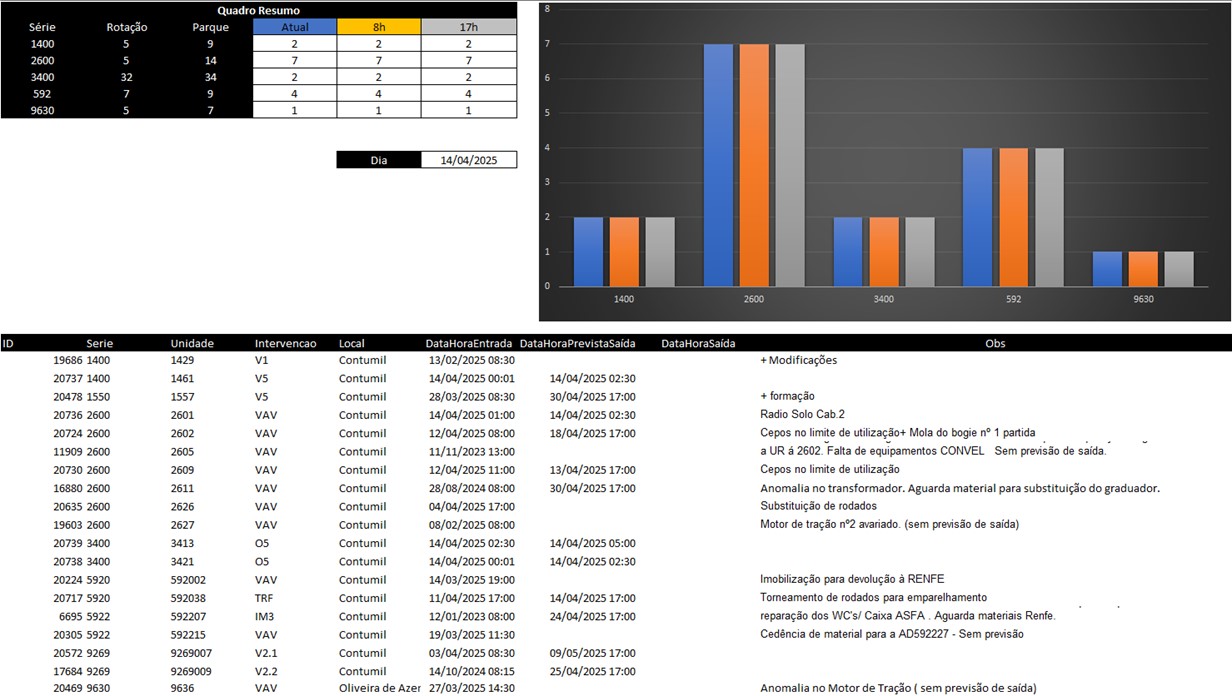 Quadro Resumo
Série Rotação Parque Atual 8h 17h
1400 5 9 2 2 2
2600 5 14 7 7 7
3400 32 34 2 2 2
592 7 9 4 4 4
9630 5 7 1 1 1
Dia 14/04/2025
8
7
6
5
4
3
2
1
0
1400 2600 3400 592 9630
ID Serie Unidade Intervencao Local DataHoraEntrada DataHoraPrevistaSaída DataHoraSaída Obs
19686 1400 1429 V1 Contumil 13/02/2025 08:30 + Modificações
20737 1400 1461 V5 Contumil 14/04/2025 00:01 14/04/2025 02:30
20478 1550 1557 V5 Contumil 28/03/2025 08:30 30/04/2025 17:00 + formação
20736 2600 2601 VAV Contumil 14/04/2025 01:00 14/04/2025 02:30 Radio Solo Cab.2
20724 2600 2602 VAV Contumil 12/04/2025 08:00 18/04/2025 17:00 Cepos no limite de utilização+ Mola do bogie nº 1 partida
11909 2600 2605 VAV Contumil 11/11/2023 13:00 a UR á 2602. Falta de equipamentos CONVEL Sem previsão de saída.
20730 2600 2609 VAV Contumil 12/04/2025 11:00 13/04/2025 17:00 Cepos no limite de utilização
16880 2600 2611 VAV Contumil 28/08/2024 08:00 30/04/2025 17:00 Anomalia no transformador. Aguarda material para substituição do graduador.
20635 2600 2626 VAV Contumil 04/04/2025 17:00 Substituição de rodados
19603 2600 2627 VAV Contumil 08/02/2025 08:00 Motor de tração nº2 avariado. (sem previsão de saída)
20739 3400 3413 O5 Contumil 14/04/2025 02:30 14/04/2025 05:00
20738 3400 3421 O5 Contumil 14/04/2025 00:01 14/04/2025 02:30
20224 5920 592002 VAV Contumil 14/03/2025 19:00 Imobilização para devolução à RENFE
20717 5920 592038 TRF Contumil 11/04/2025 17:00 14/04/2025 17:00 Torneamento de rodados para emparelhamento
6695 5922 592207 IM3 Contumil 12/01/2023 08:00 24/04/2025 17:00 reparação dos WC's/ Caixa ASFA . Aguarda materiais Renfe.
20305 5922 592215 VAV Contumil 19/03/2025 11:30 Cedência de material para a AD592227 - Sem previsão
20572 9269 9269007 V2.1 Contumil 03/04/2025 08:30 09/05/2025 17:00
17684 9269 9269009 V2.2 Contumil 14/10/2024 08:15 25/04/2025 17:00
20469 9630 9636 VAV Oliveira de Azer 27/03/2025 14:30 Anomalia no Motor de Tração ( sem previsão de saída)